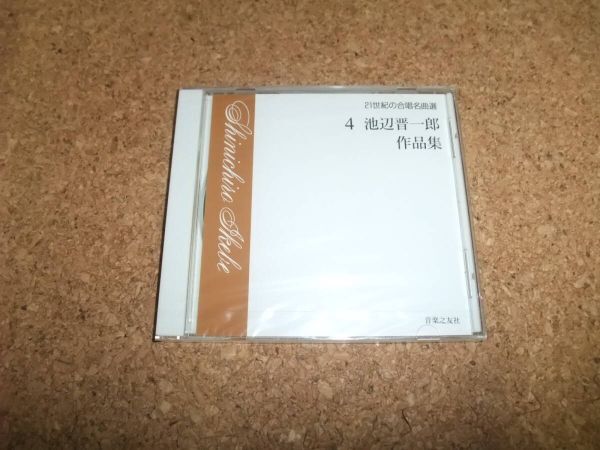 21世紀の合唱名曲選
4 池辺晋一郎
作品集
Shinichiro Ikebe
音楽之友社